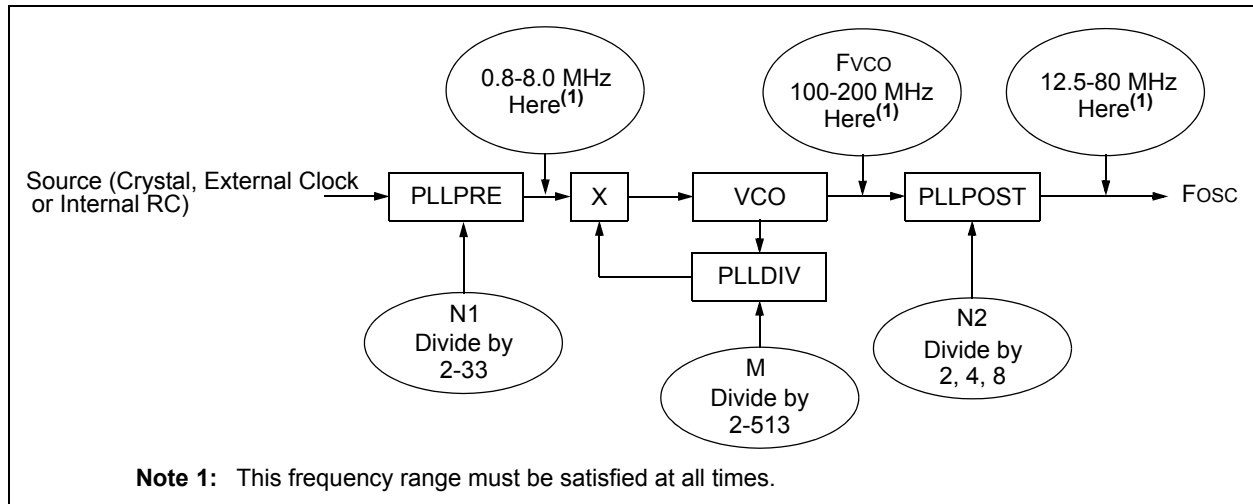 0.8-8.0 MHz
Here(1)
FVCO
100-200 MHz
Here(1)
12.5-80 MHz
Here(1)
Source (Crystal, External Clock
or Internal RC)
PLLPRE
X
VCO
PLLPOST
FOSC
PLLDIV
N1
Divide by
2-33
M
Divide by
2-513
N2
Divide by
2, 4, 8
Note 1: This frequency range must be satisfied at all times.